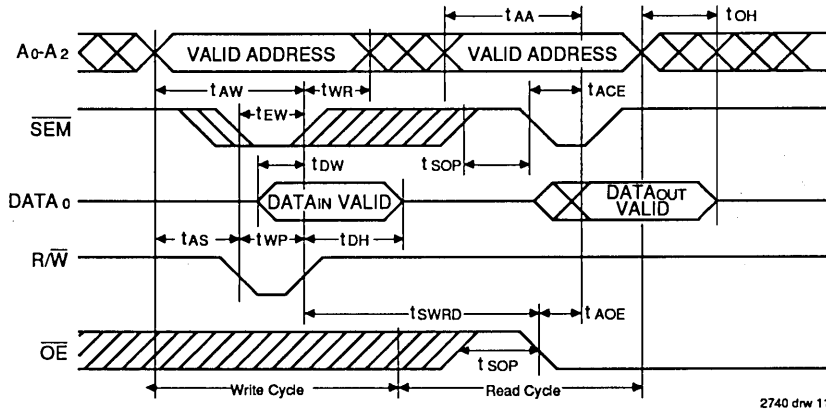 tAA
tOH
A0-A2
VALID ADDRESS
VALID ADDRESS
tAW
tWR
tACE
SEM
tEW
tDW
tSOP
DATA0
DATAIN VALID
DATAOUT VALID
tAS
tWP
tDH
R/W
tSWRD
tAOE
OE
tSOP
Write Cycle
Read Cycle
2740 drw 11